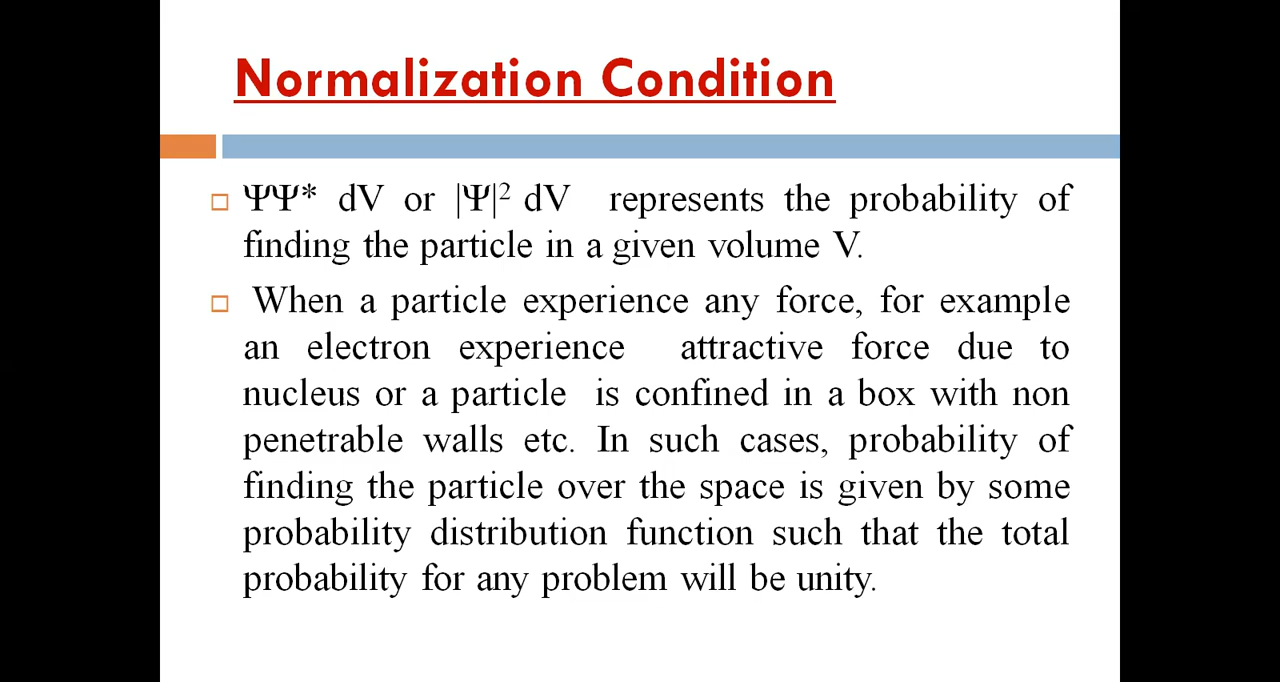 Normalization Condition
ΨΨ* dV or |Ψ|² dV represents the probability of
finding the particle in a given volume V.
When a particle experience any force, for example
an electron experience attractive force due to
nucleus or a particle is confined in a box with non
penetrable walls etc. In such cases, probability of
finding the particle over the space is given by some
probability distribution function such that the total
probability for any problem will be unity.